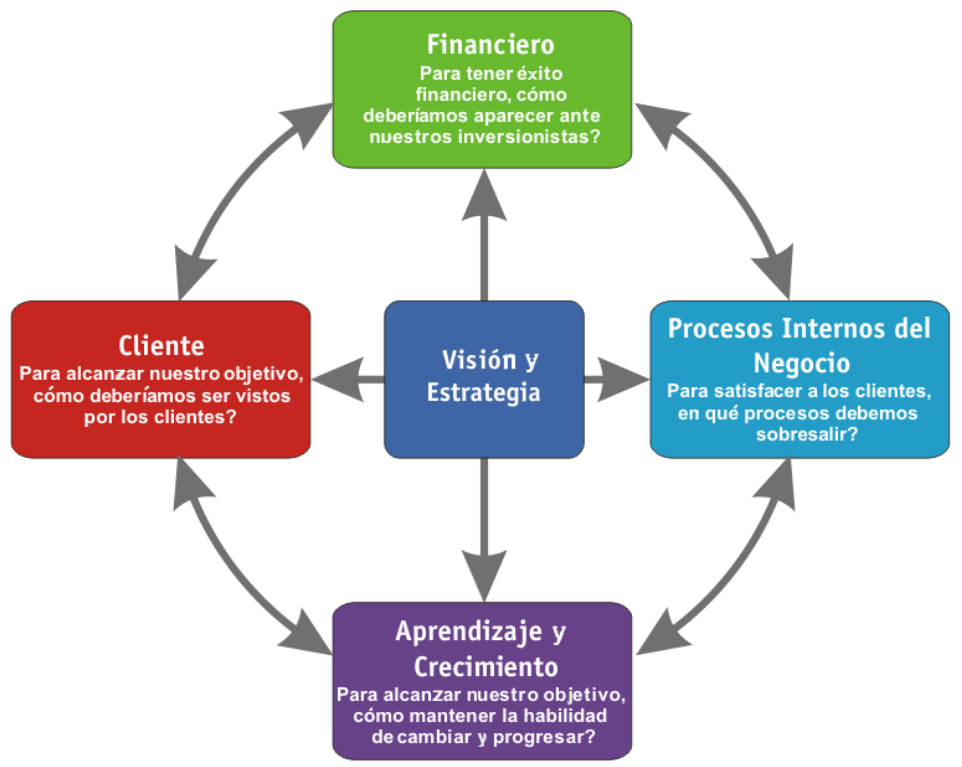 Financiero
Para tener éxito
financiero, cómo
deberíamos aparecer ante
nuestros inversionistas?
Cliente
Para alcanzar nuestro objetivo,
cómo deberíamos ser vistos
por los clientes?
Visión y
Estrategia
Procesos Internos del
Negocio
Para satisfacer a los clientes,
en qué procesos debemos
sobresalir?
Aprendizaje y
Crecimiento
Para alcanzar nuestro objetivo,
cómo mantener la habilidad
de cambiar y progresar?